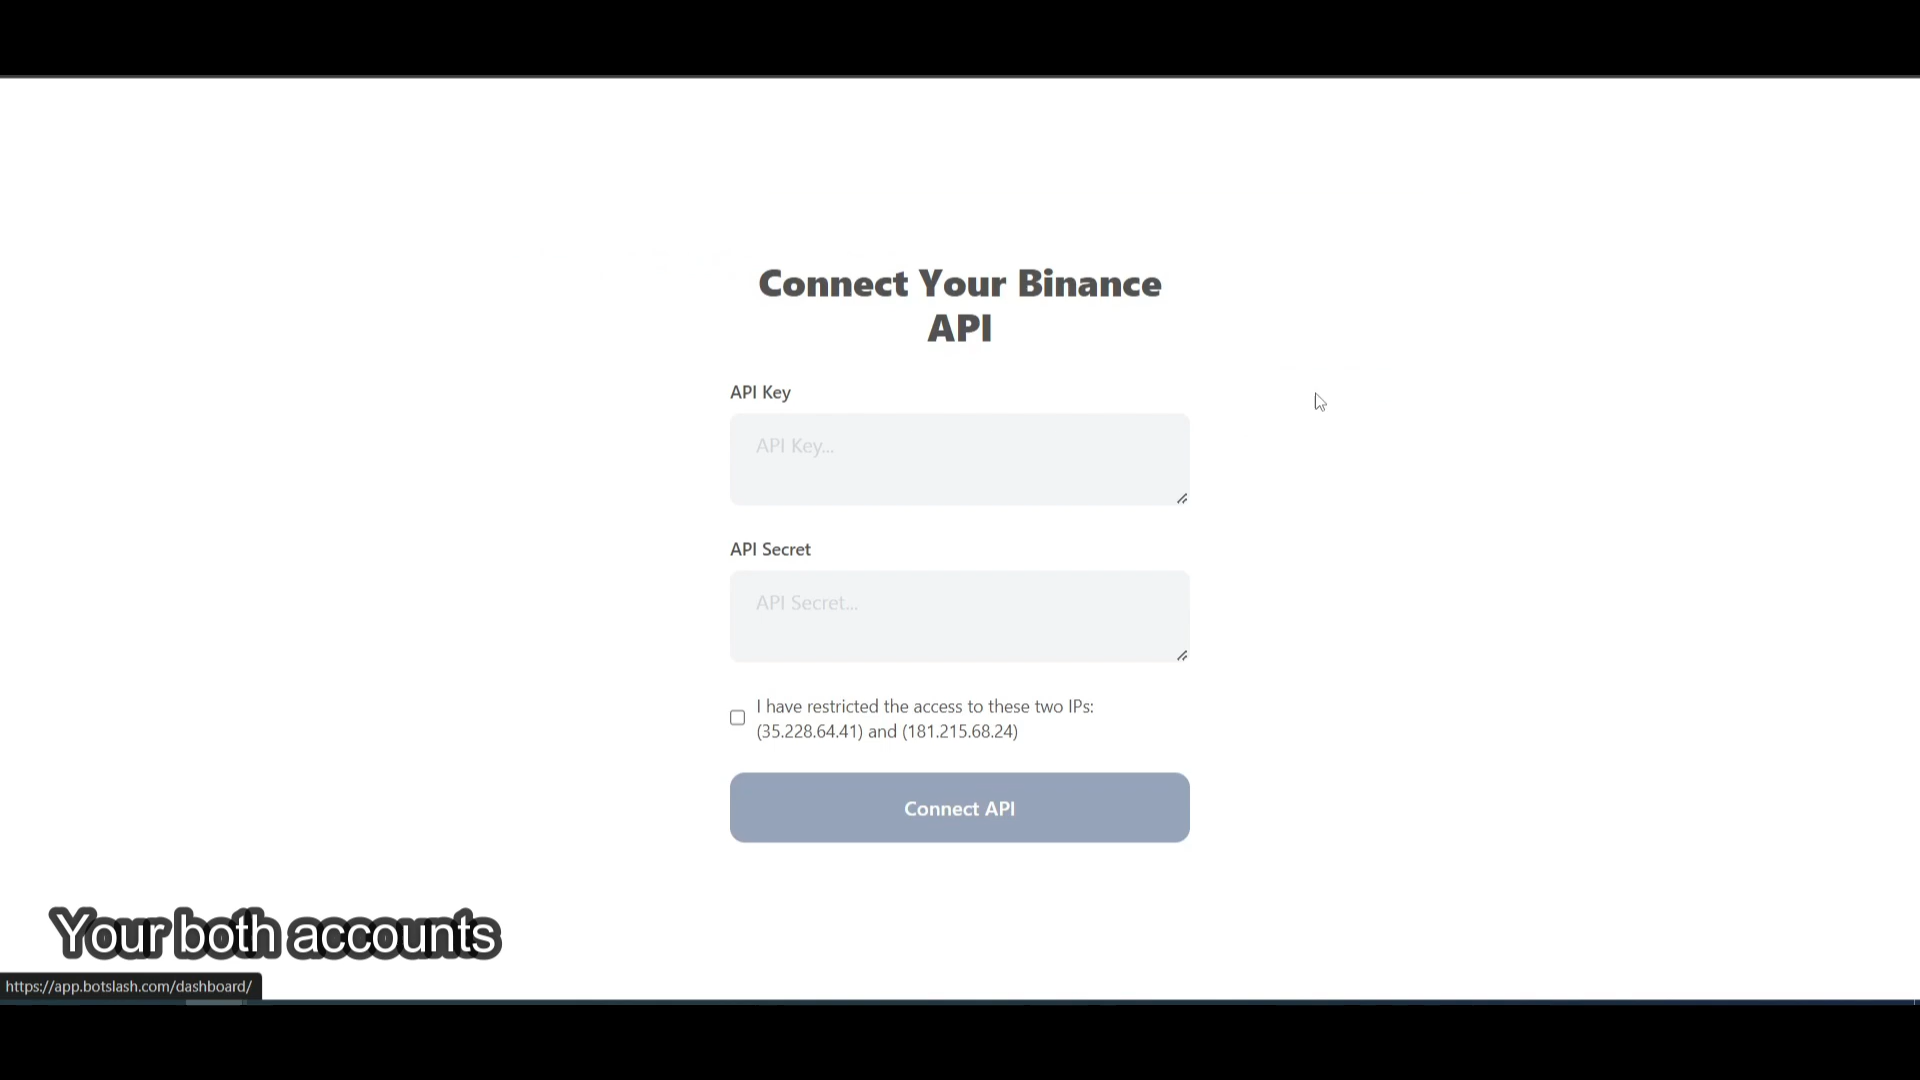 Connect Your Binance
API
API Key
API Key...
API Secret
API Secret...
I have restricted the access to these two IPs:
(35.228.64.41) and (181.215.68.24)
Connect API
Your both accounts
https://app.botslash.com/dashboard/